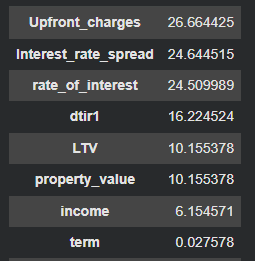 Upfront_charges 26.664425
Interest_rate_spread 24.644515
rate_of_interest 24.509989
dtir1 16.224524
LTV 10.155378
property_value 10.155378
income 6.154571
term 0.027578